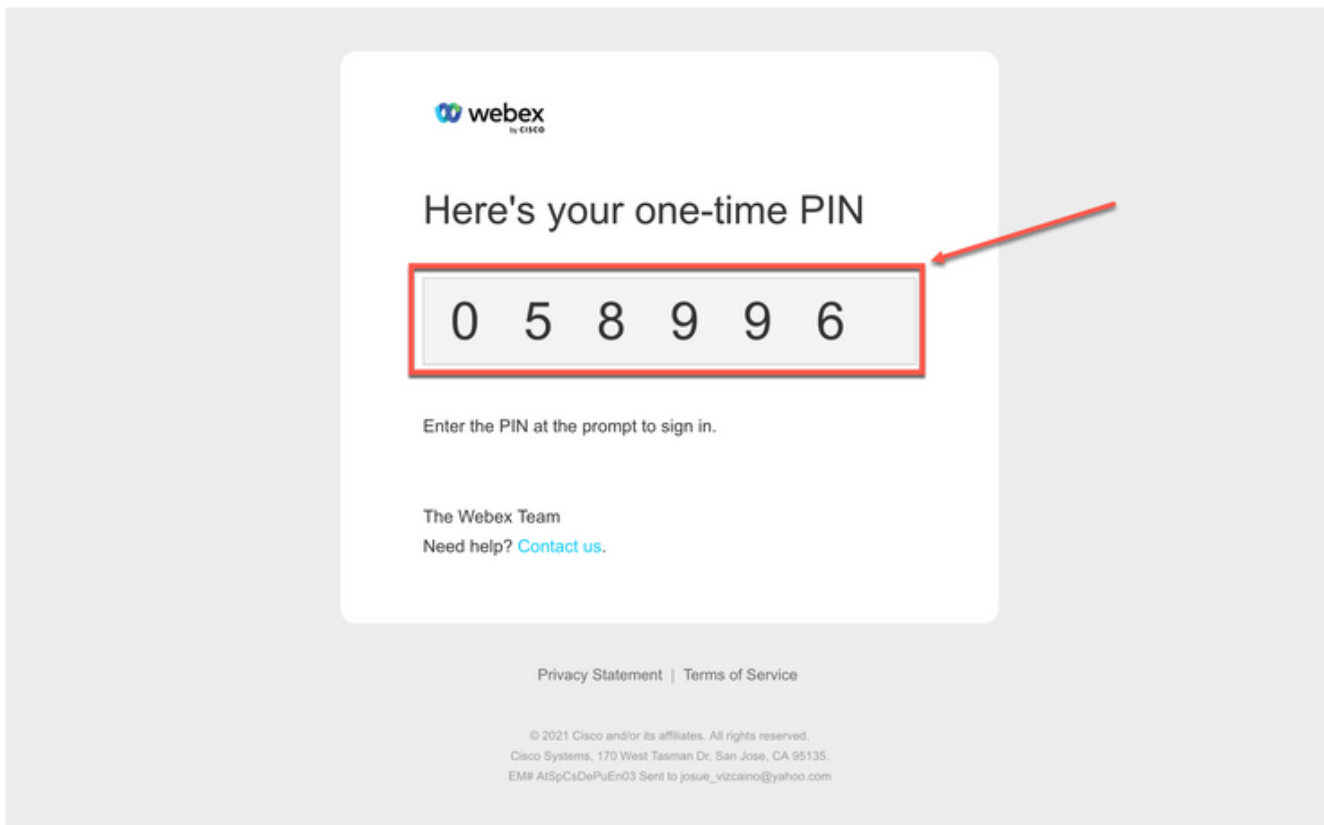 webex
by CISCO
Here's your one-time PIN
0 5 8 9 9 6
Enter the PIN at the prompt to sign in.
The Webex Team
Need help? Contact us.
Privacy Statement | Terms of Service
© 2021 Cisco and/or its affiliates. All rights reserved.
Cisco Systems, 170 West Tasman Dr, San Jose, CA 95135.
EM# AtSpCsDePuEn03 Sent to josue_vizcaino@yahoo.com